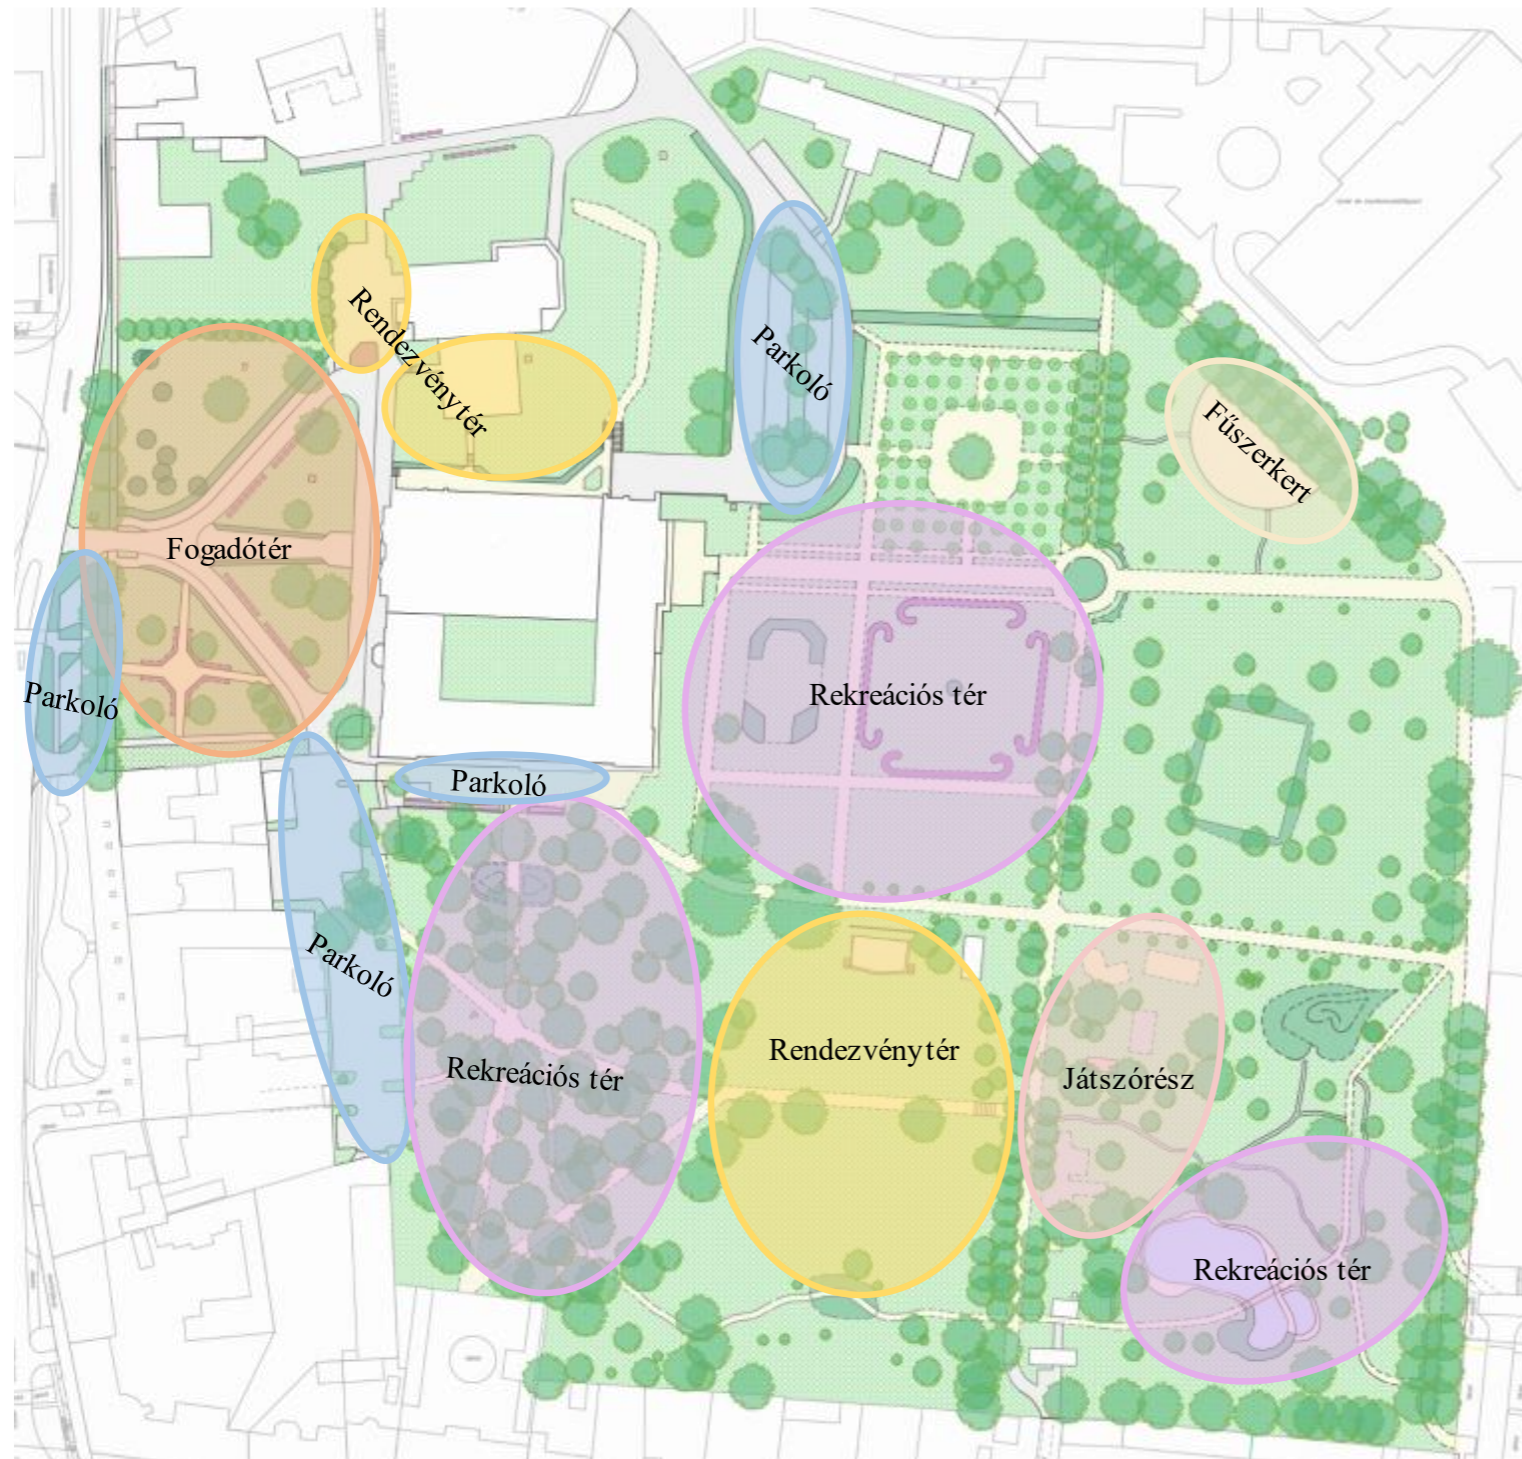 Rendezvénytér
Parkoló
Fűszerkert
Fogadótér
Parkoló
Rekreációs tér
Parkoló
Parkoló
Rekreációs tér
Rendezvénytér
Játszórész
Rekreációs tér